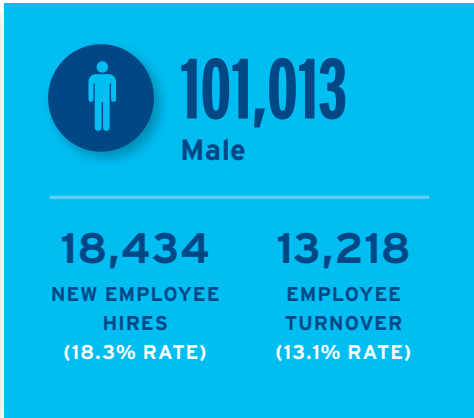 101,013
Male
18,434
NEW EMPLOYEE
HIRES
(18.3% RATE)
13,218
EMPLOYEE
TURNOVER
(13.1% RATE)